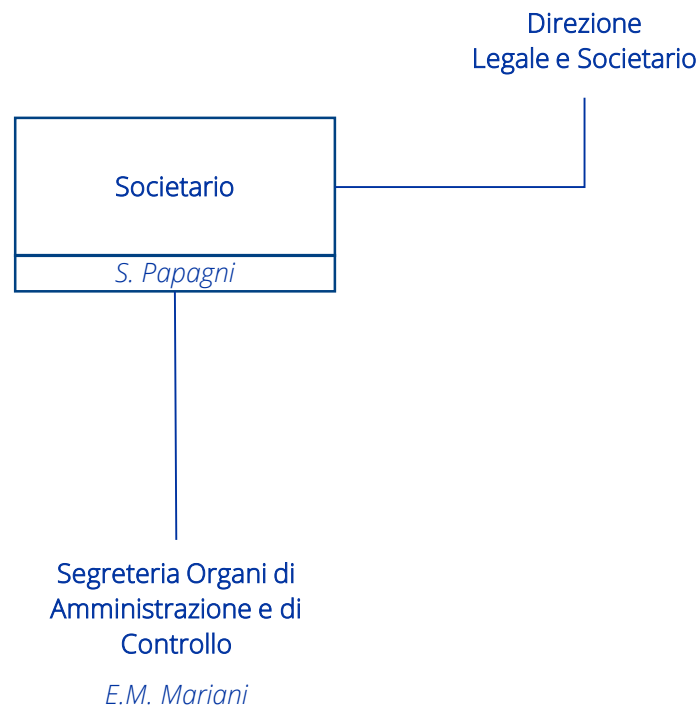 Direzione
Legale e Societario
Societario
S. Papagni
Segreteria Organi di
Amministrazione e di
Controllo
E.M. Mariani